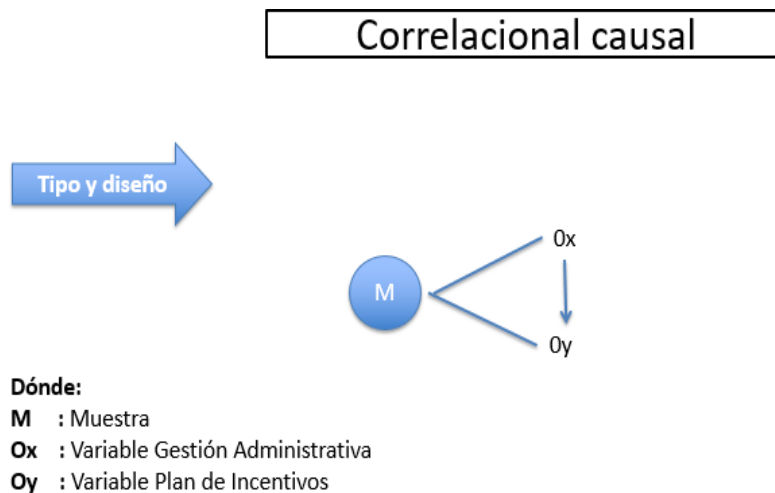 Correlacional causal
Tipo y diseño
0x
M
0y
Dónde:
M : Muestra
Ox : Variable Gestión Administrativa
Oy : Variable Plan de Incentivos